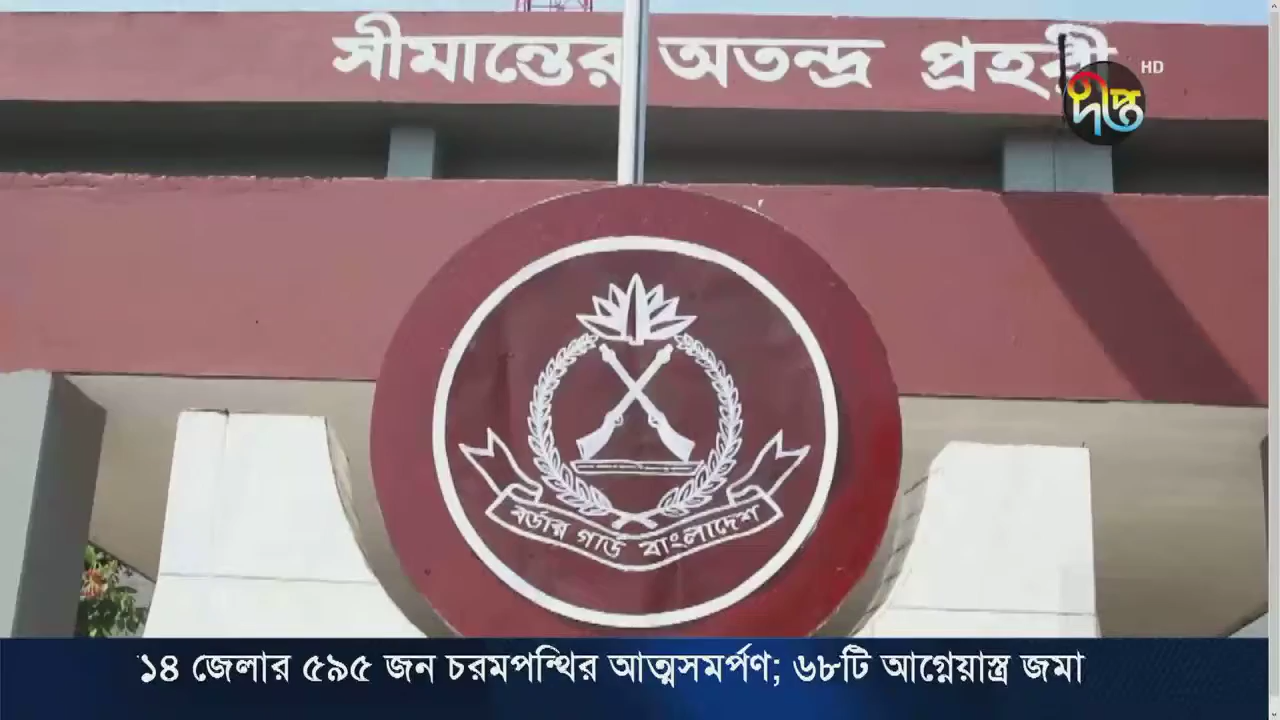 সীমান্তের অতন্দ্র প্রহরী
দীপ্ত HD
বর্ডার গার্ড বাংলাদেশ
১৪ জেলার ৫৯৫ জন চরমপন্থির আত্মসমর্পণ; ৬৮টি আগ্নেয়াস্ত্র জমা